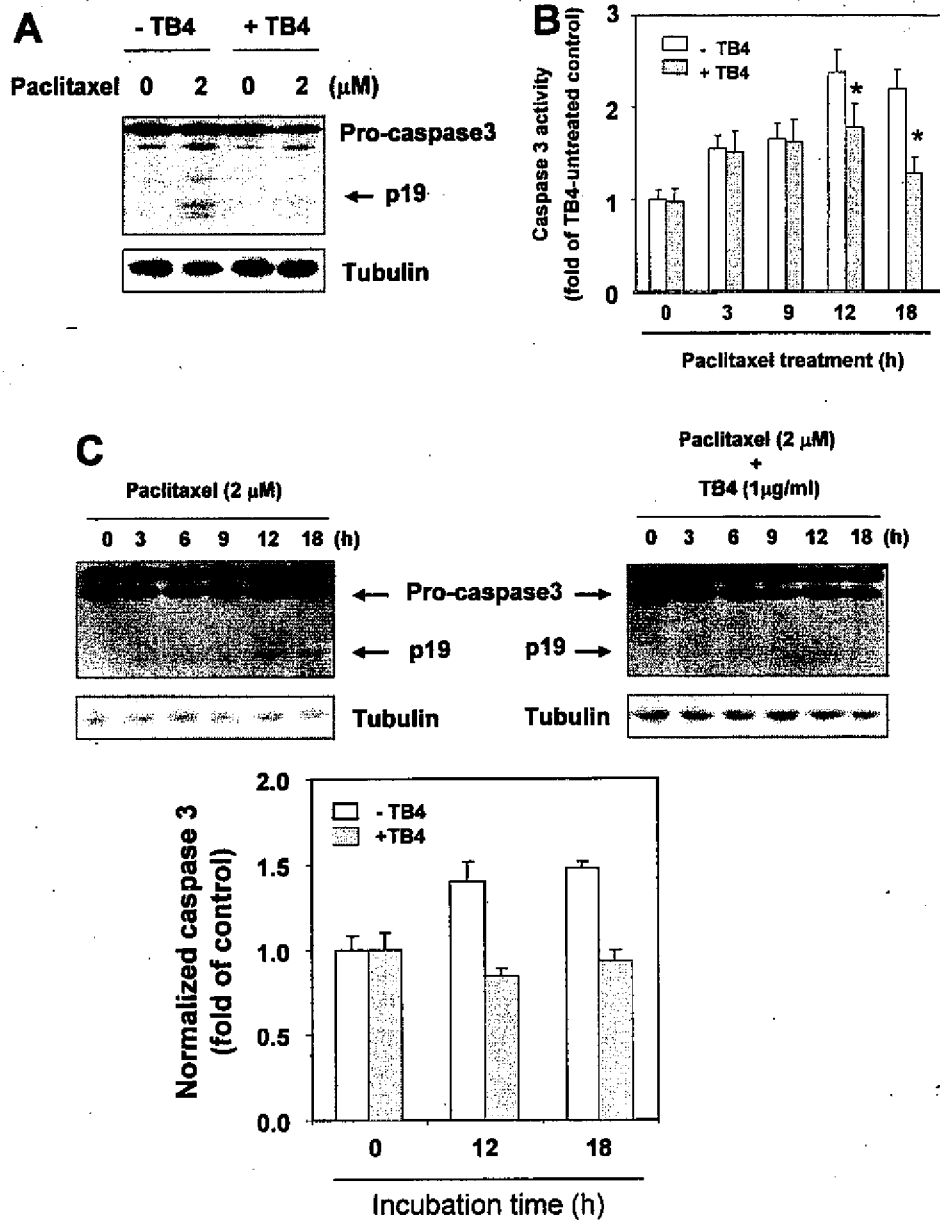 A
- TB4 + TB4
Paclitaxel 0 2 0 2 (μM)
Pro-caspase3
← p19
Tubulin
B
Caspase 3 activity
(fold of TB4-untreated control)
3
2
1
0
- TB4
+ TB4
*
*
0 3 9 12 18
Paclitaxel treatment (h)
C
Paclitaxel (2 μM)
0 3 6 9 12 18 (h)
Paclitaxel (2 μM)
+
TB4 (1μg/ml)
0 3 6 9 12 18 (h)
← Pro-caspase3 →
← p19 p19 →
Tubulin Tubulin
Normalized caspase 3
(fold of control)
2.0
1.5
1.0
0.5
0.0
- TB4
+TB4
0 12 18
Incubation time (h)